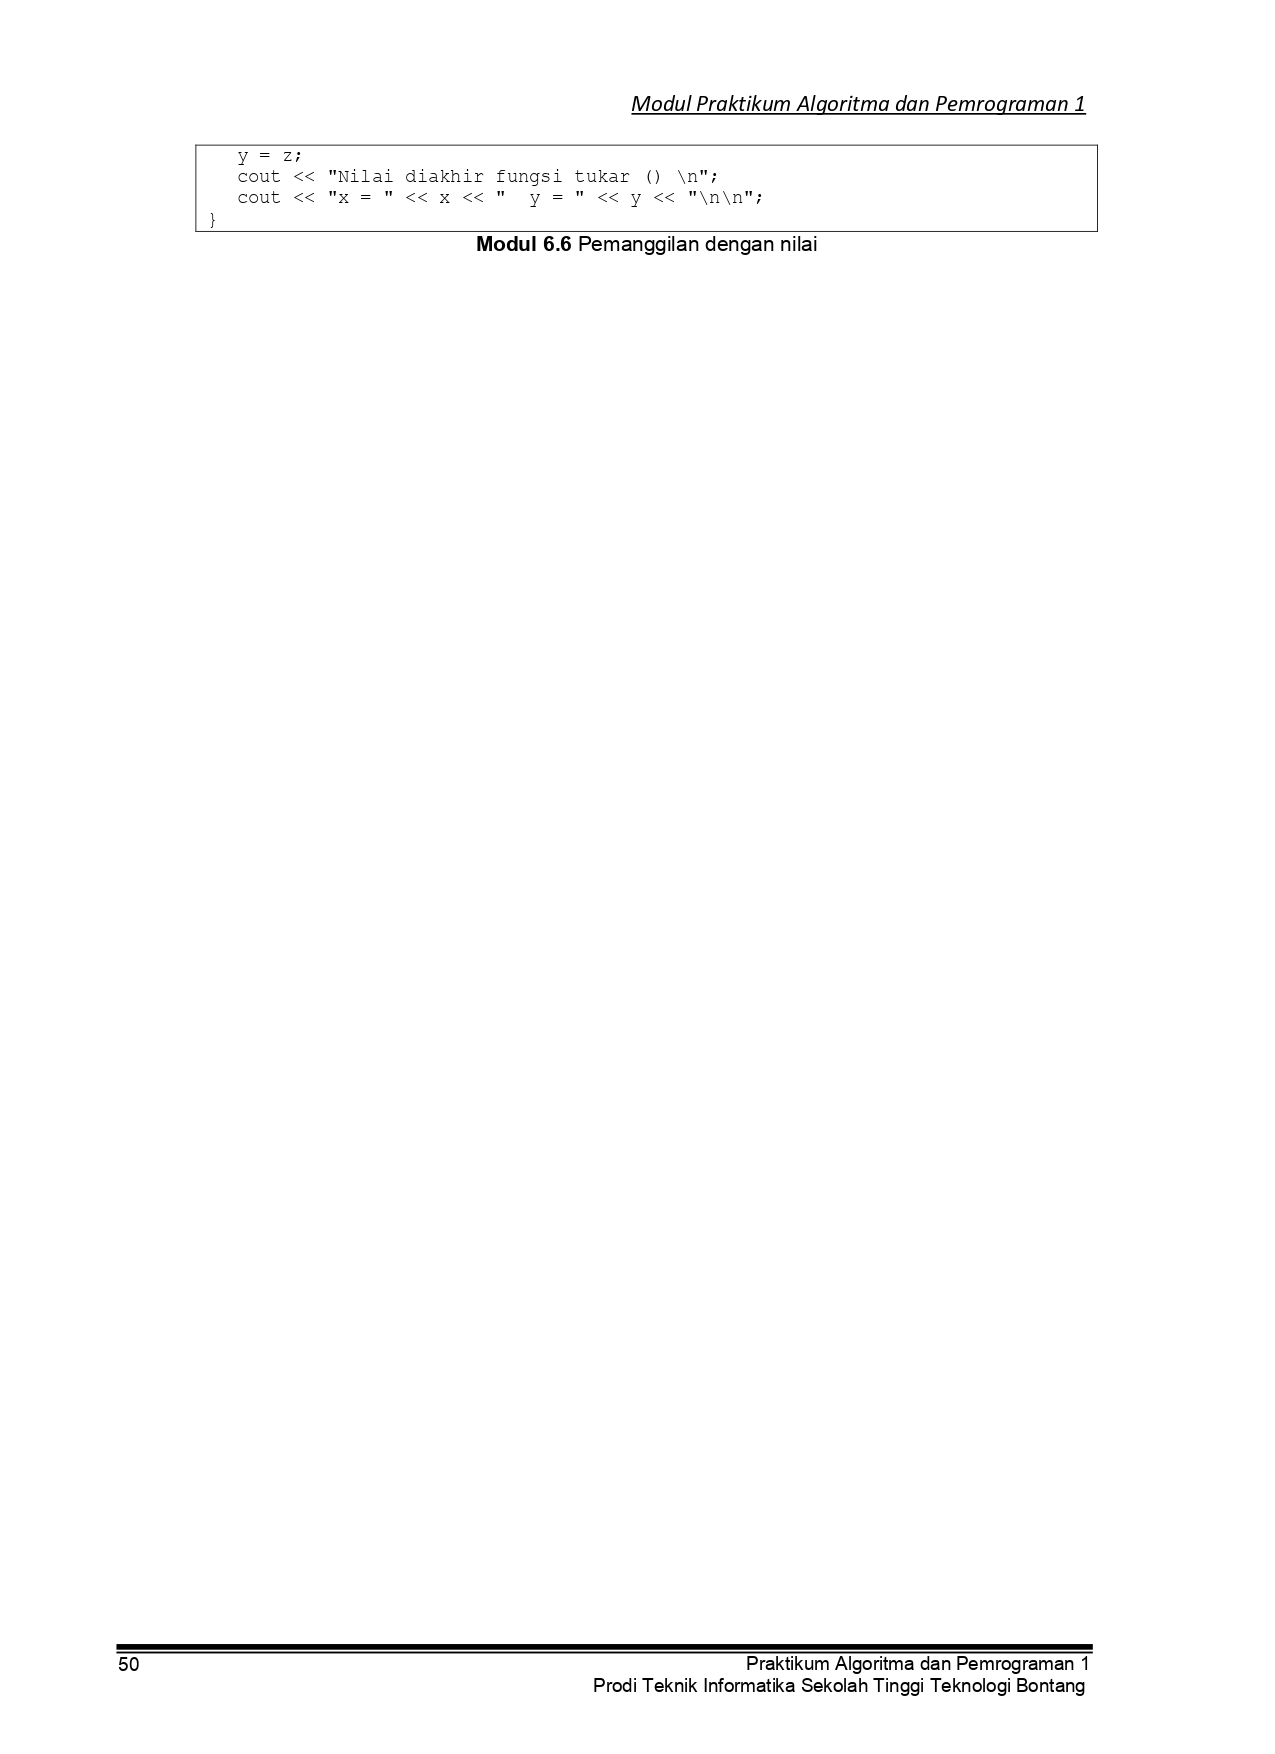 Modul Praktikum Algoritma dan Pemrograman 1
y = z;
cout << "Nilai diakhir fungsi tukar () \n";
cout << "x = " << x << "  y = " << y << "\n\n";
}
Modul 6.6 Pemanggilan dengan nilai
50
Praktikum Algoritma dan Pemrograman 1
Prodi Teknik Informatika Sekolah Tinggi Teknologi Bontang